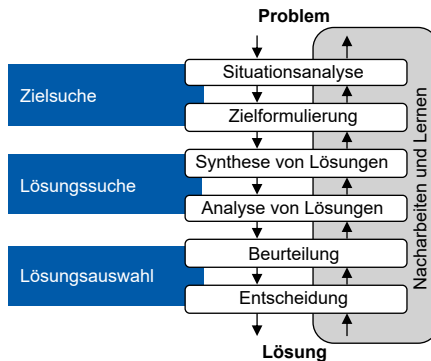 Problem
Zielsuche
Situationsanalyse
Zielformulierung
Lösungssuche
Synthese von Lösungen
Analyse von Lösungen
Lösungsauswahl
Beurteilung
Entscheidung
Lösung
Nacharbeiten und Lernen